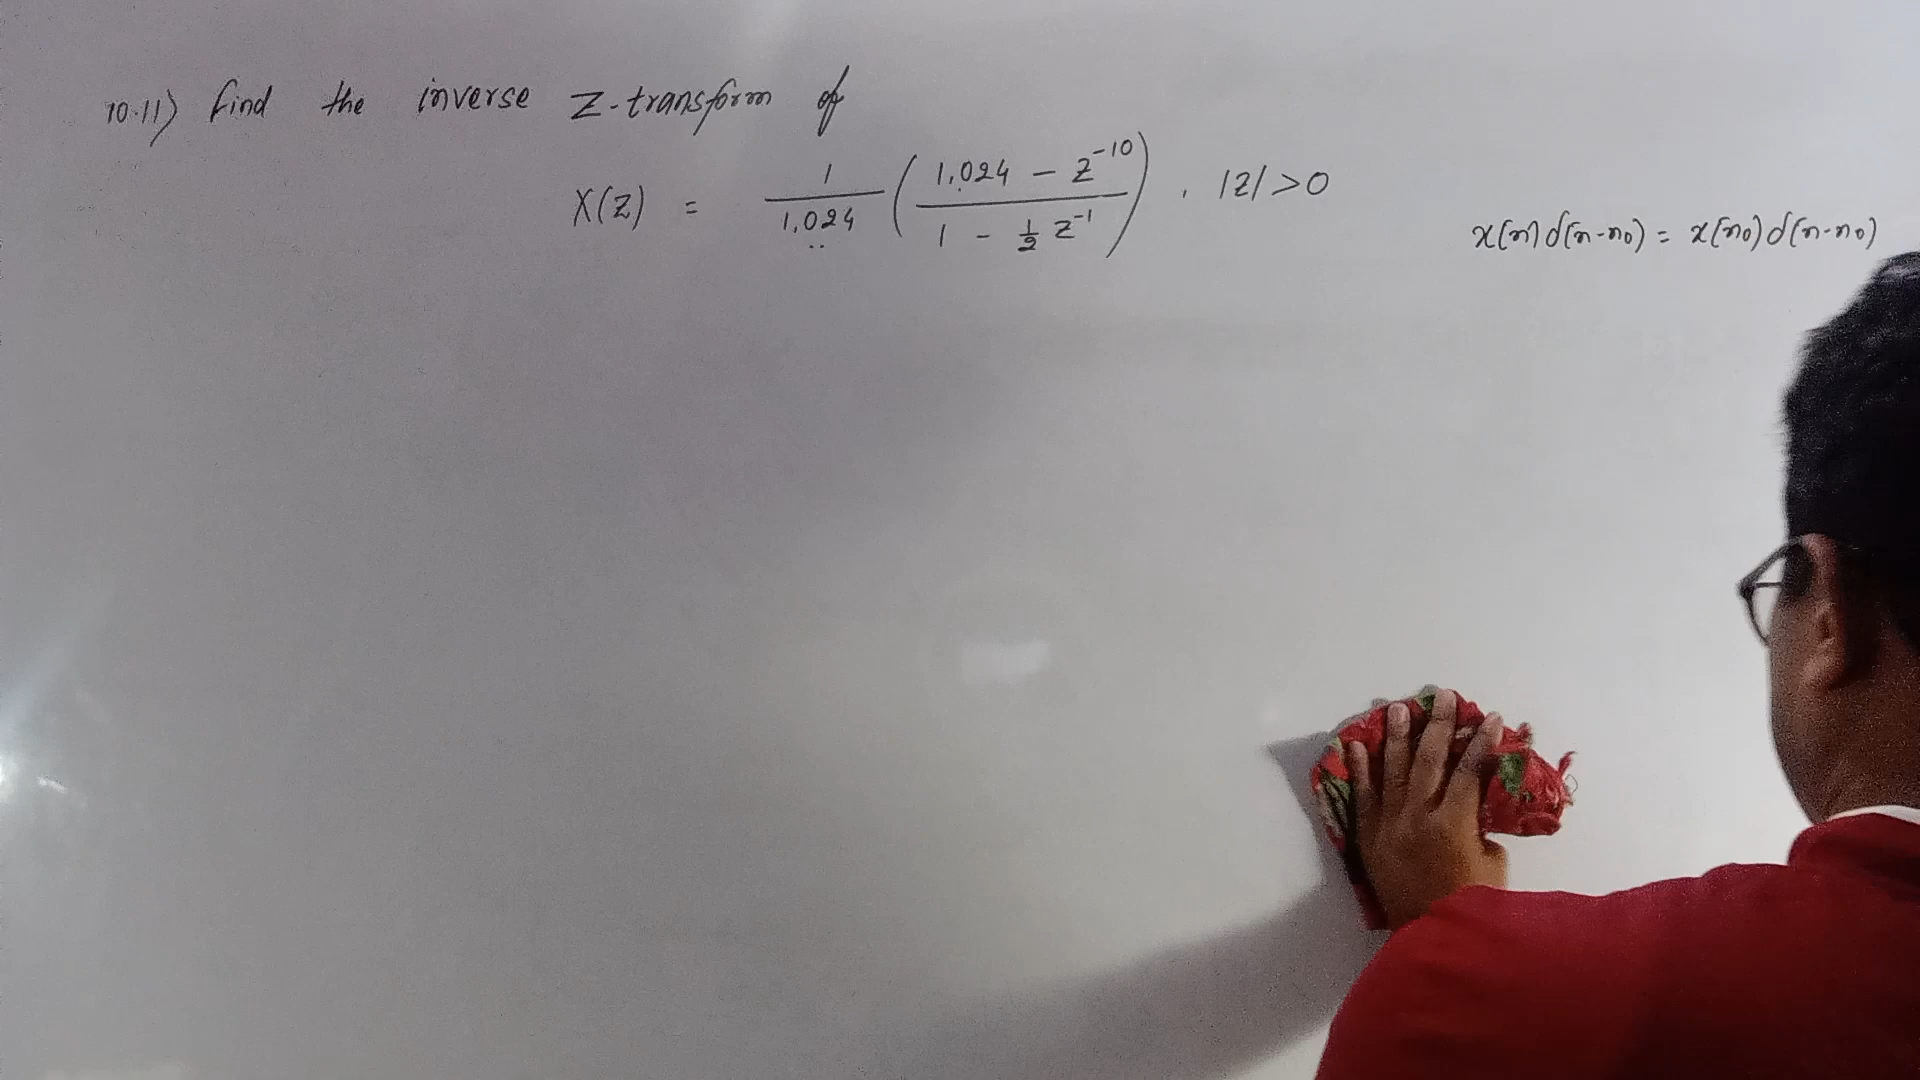 10.11) find the inverse Z-transform of
X(z) = 1/1,024 ( (1,024 - z^-10) / (1 - 1/2 z^-1) ), |z|>0
x[n]δ[n-n0] = x[n0]δ[n-n0]